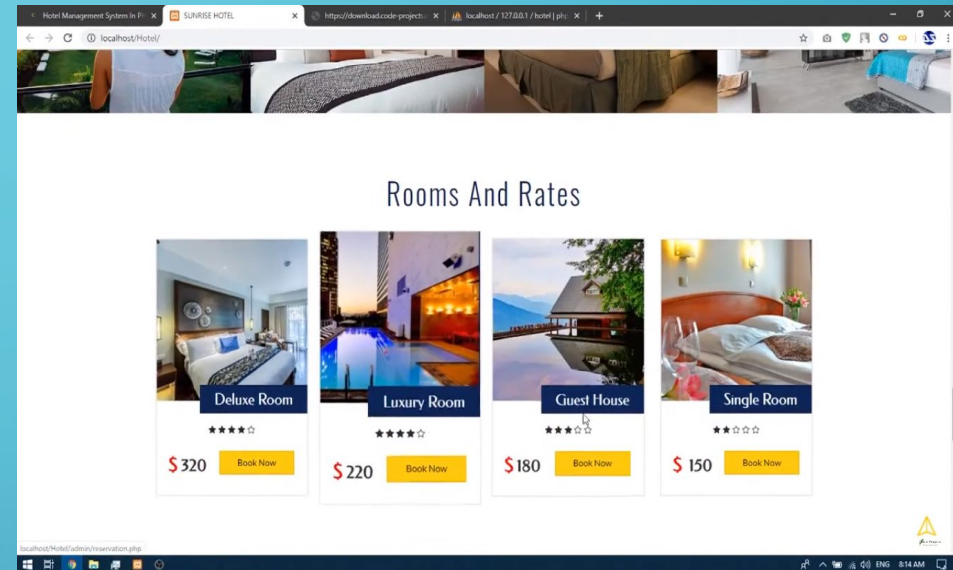 Hotel Management System In P
SUNRISE HOTEL
https://download.code-projects.
localhost / 127.0.0.1 / hotel | php
localhost/Hotel/
Rooms And Rates
Deluxe Room
Luxury Room
Guest House
Single Room
$ 320
Book Now
$ 220
Book Now
$ 180
Book Now
$ 150
Book Now
localhost/Hotel/admin/reservation.php
ENG
8:14 AM